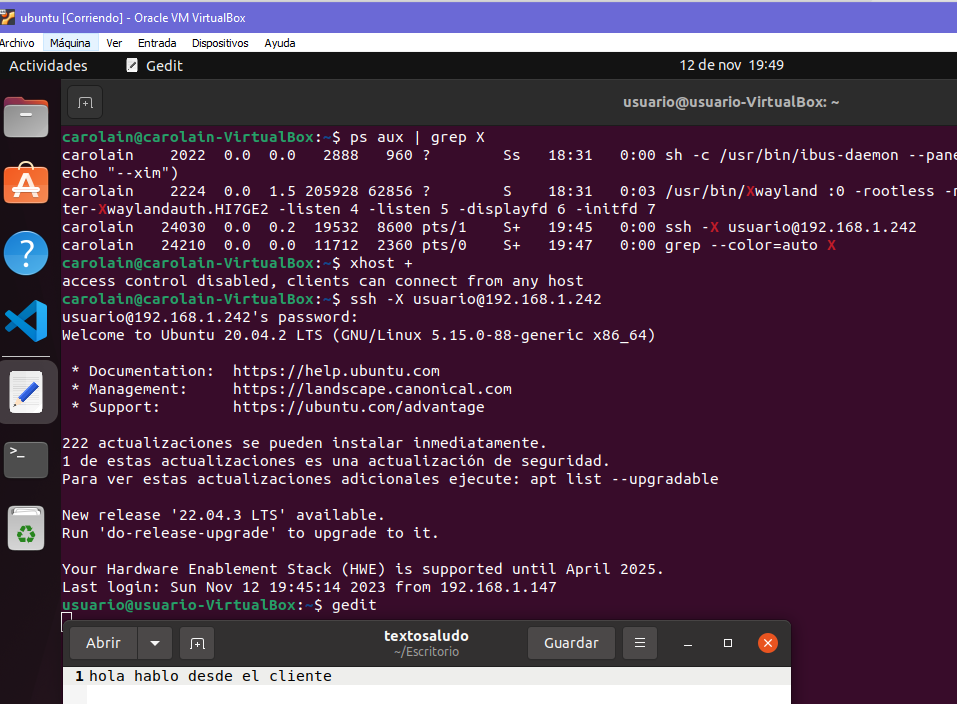 ubuntu [Corriendo] - Oracle VM VirtualBox
Archivo Máquina Ver Entrada Dispositivos Ayuda
Actividades Gedit 12 de nov 19:49
usuario@usuario-VirtualBox: ~
carolain@carolain-VirtualBox:~$ ps aux | grep X
carolain 2022 0.0 0.0 2888 960 ? Ss 18:31 0:00 sh -c /usr/bin/ibus-daemon --pane
echo "--xim")
carolain 2224 0.0 1.5 205928 62856 ? S 18:31 0:03 /usr/bin/Xwayland :0 -rootless -
ter-Xwaylandauth.HI7GE2 -listen 4 -listen 5 -displayfd 6 -initfd 7
carolain 24030 0.0 0.2 19532 8600 pts/1 S+ 19:45 0:00 ssh -X usuario@192.168.1.242
carolain 24210 0.0 0.0 11712 2360 pts/0 S+ 19:47 0:00 grep --color=auto X
carolain@carolain-VirtualBox:~$ xhost +
access control disabled, clients can connect from any host
carolain@carolain-VirtualBox:~$ ssh -X usuario@192.168.1.242
usuario@192.168.1.242's password:
Welcome to Ubuntu 20.04.2 LTS (GNU/Linux 5.15.0-88-generic x86_64)
* Documentation: https://help.ubuntu.com
* Management: https://landscape.canonical.com
* Support: https://ubuntu.com/advantage
222 actualizaciones se pueden instalar inmediatamente.
1 de estas actualizaciones es una actualización de seguridad.
Para ver estas actualizaciones adicionales ejecute: apt list --upgradable
New release '22.04.3 LTS' available.
Run 'do-release-upgrade' to upgrade to it.
Your Hardware Enablement Stack (HWE) is supported until April 2025.
Last login: Sun Nov 12 19:45:14 2023 from 192.168.1.147
usuario@usuario-VirtualBox:~$ gedit
Abrir textosaludo Guardar
~/Escritorio
1 hola hablo desde el cliente